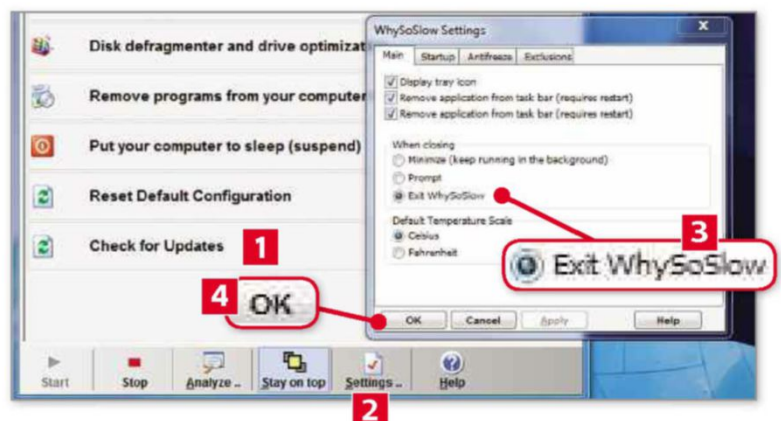 Disk defragmenter and drive optimizat
Remove programs from your computer
Put your computer to sleep (suspend)
Reset Default Configuration
Check for Updates
1
WhySoSlow Settings
X
Main Startup Antifreeze Exclusions
Display tray icon
Remove application from task bar (requires restart)
Remove application from task bar (requires restart)
When closing
Minimize (keep running in the background)
Prompt
Exit WhySoSlow
Default Temperature Scale
Celsius
Fahrenheit
3
Exit WhySoSlow
4
OK
OK Cancel Apply Help
Start Stop Analyze .. Stay on top Settings .. Help
2